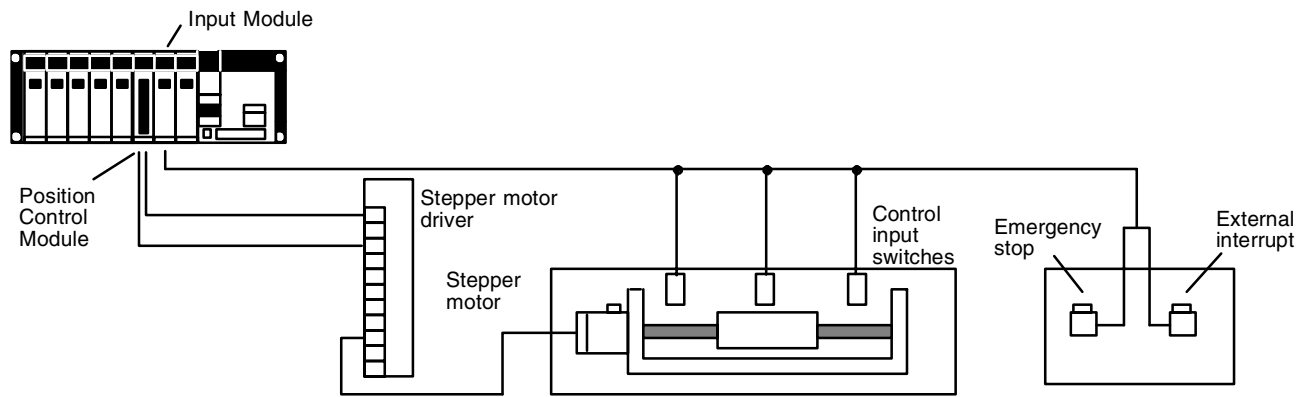 Input Module
Position
Control
Module
Stepper motor
driver
Stepper
motor
Control
input
switches
Emergency
stop
External
interrupt